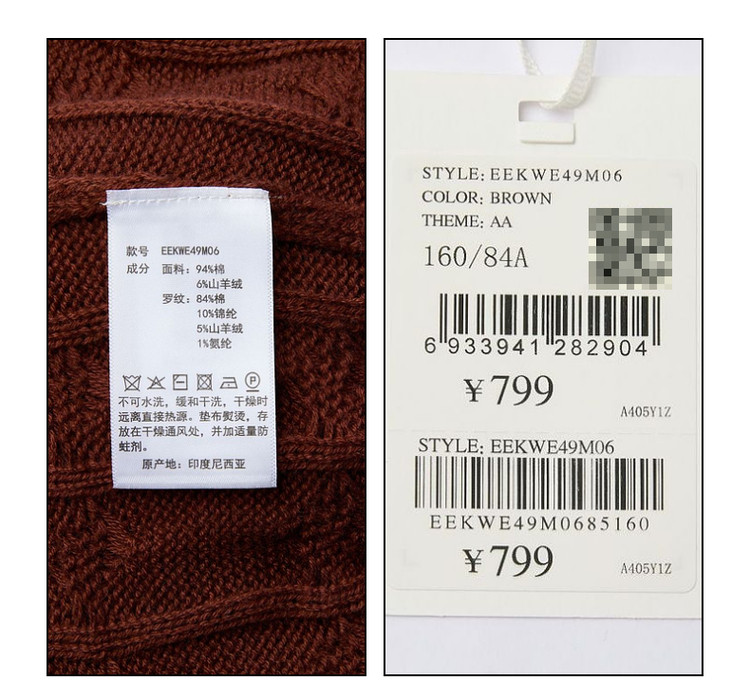 款号 EEKWE49M06
成分 面料: 94%棉
6%山羊绒
罗纹: 84%棉
10%锦纶
5%山羊绒
1%氨纶
P
不可水洗，缓和干洗，干燥时
远离直接热源。垫布熨烫，存
放在干燥通风处，并加适量防
蛀剂。
原产地: 印度尼西亚
STYLE: EEKWE49M06
COLOR: BROWN
THEME: AA
160/84A
6 933941 282904
¥799
A405Y1Z
STYLE: EEKWE49M06
EEKWE49M0685160
¥799
A405Y1Z